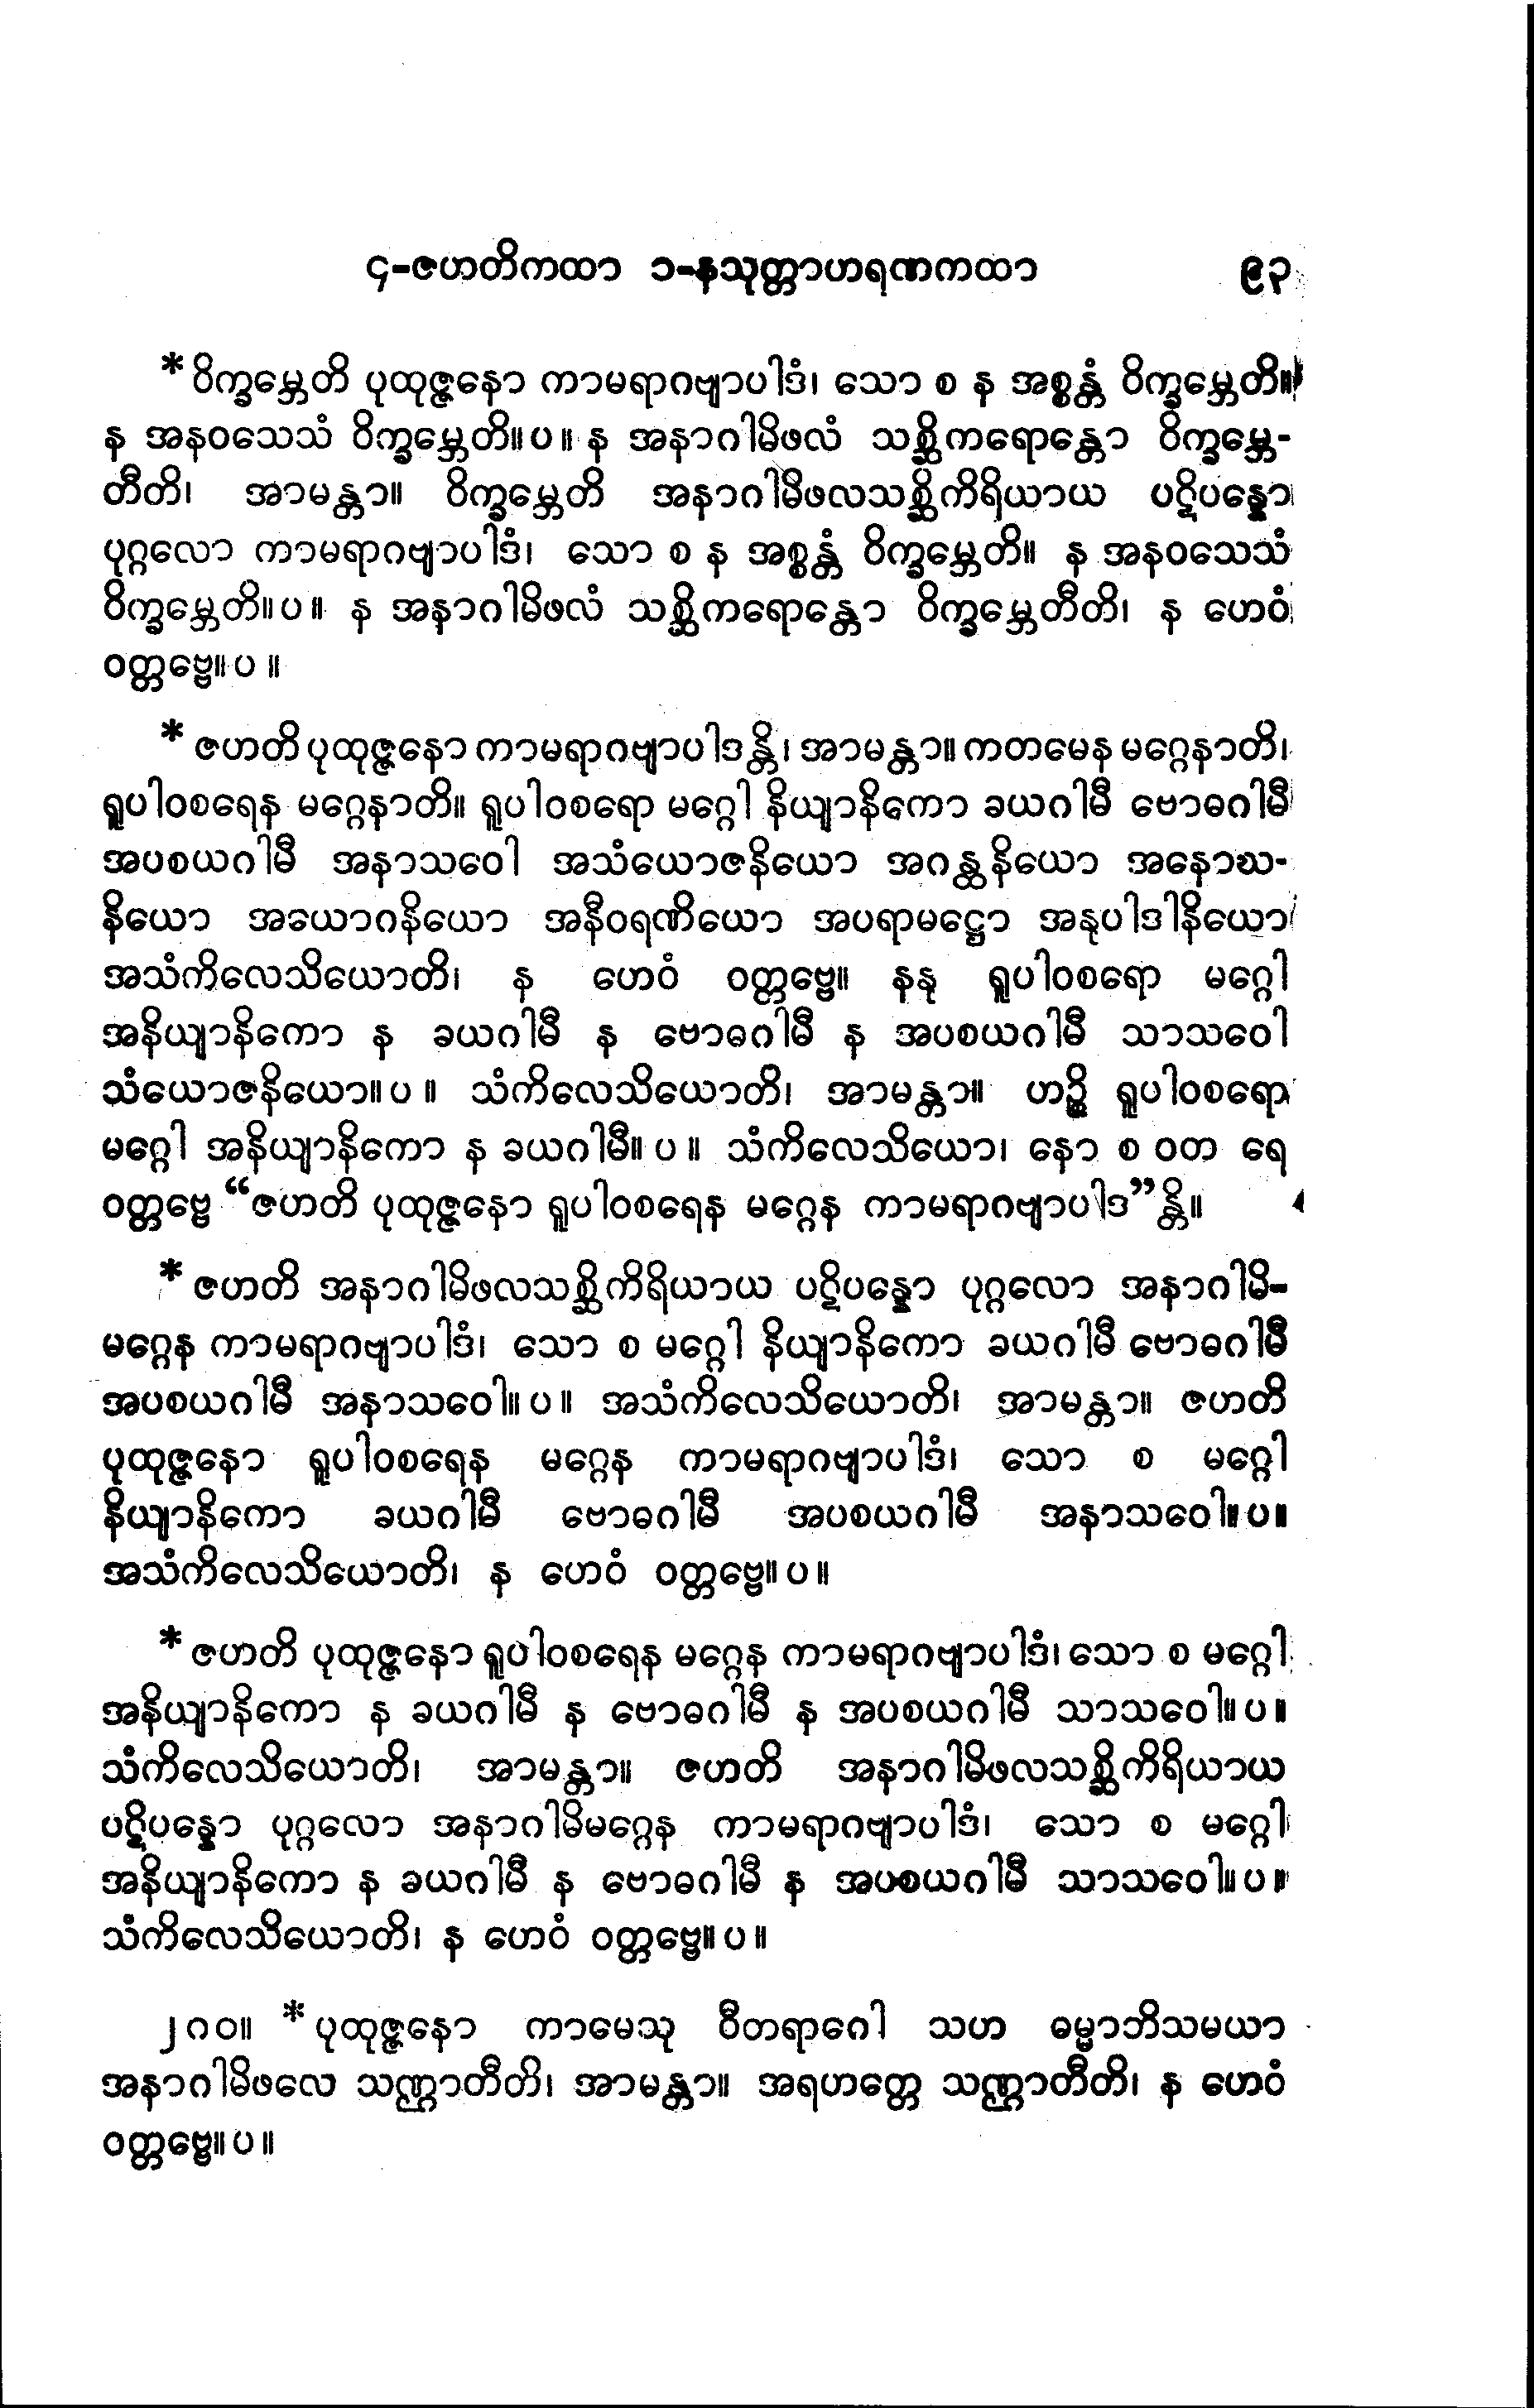 ၄-ဇဟတိကထာ ၁-နသုတ္တာဟရဏကထာ ၉၃
*ဝိက္ခမ္ဘေတိ ပုထုဇ္ဇနော ကာမရာဂဗျာပါဒံ၊ သော စ န အစ္စန္တံ ဝိက္ခမ္ဘေတိ။
န အနဝသေသံ ဝိက္ခမ္ဘေတိ။ပ။ န အနာဂါမိဖလံ သစ္ဆိကရောန္တော ဝိက္ခမ္ဘေ-
တီတိ၊ အာမန္တာ။ ဝိက္ခမ္ဘေတိ အနာဂါမိဖလသစ္ဆိကိရိယာယ ပဋိပန္နော
ပုဂ္ဂလော ကာမရာဂဗျာပါဒံ၊ သော စ န အစ္စန္တံ ဝိက္ခမ္ဘေတိ။ န အနဝသေသံ
ဝိက္ခမ္ဘေတိ။ပ။ န အနာဂါမိဖလံ သစ္ဆိကရောန္တော ဝိက္ခမ္ဘေတီတိ၊ န ဟေဝံ
ဝတ္တဗ္ဗေ။ပ။
* ဇဟတိ ပုထုဇ္ဇနော ကာမရာဂဗျာပါဒန္တိ၊ အာမန္တာ။ ကတမေန မဂ္ဂေနာတိ၊
ရူပါဝစရေန မဂ္ဂေနာတိ။ ရူပါဝစရော မဂ္ဂေါ နိယျာနိကော ခယဂါမီ ဗောဓဂါမီ
အပစယဂါမီ အနာသဝေါ အသံယောဇနိယော အဂန္ထနိယော အနောဃ-
နိယော အယောဂနိယော အနီဝရဏိယော အပရာမဋ္ဌော အနုပါဒါနိယော
အသံကိလေသိယောတိ၊ န ဟေဝံ ဝတ္တဗ္ဗေ။ နနု ရူပါဝစရော မဂ္ဂေါ
အနိယျာနိကော န ခယဂါမီ န ဗောဓဂါမီ န အပစယဂါမီ သာသဝေါ
သံယောဇနိယော။ပ။ သံကိလေသိယောတိ၊ အာမန္တာ။ ဟဉ္စိ ရူပါဝစရော
မဂ္ဂေါ အနိယျာနိကော န ခယဂါမီ။ပ။ သံကိလေသိယော၊ နော စ ဝတ ရေ
ဝတ္တဗ္ဗေ “ဇဟတိ ပုထုဇ္ဇနော ရူပါဝစရေန မဂ္ဂေန ကာမရာဂဗျာပါဒ”န္တိ။
* ဇဟတိ အနာဂါမိဖလသစ္ဆိကိရိယာယ ပဋိပန္နော ပုဂ္ဂလော အနာဂါမိ-
မဂ္ဂေန ကာမရာဂဗျာပါဒံ၊ သော စ မဂ္ဂေါ နိယျာနိကော ခယဂါမီ ဗောဓဂါမီ
အပစယဂါမီ အနာသဝေါ။ပ။ အသံကိလေသိယောတိ၊ အာမန္တာ။ ဇဟတိ
ပုထုဇ္ဇနော ရူပါဝစရေန မဂ္ဂေန ကာမရာဂဗျာပါဒံ၊ သော စ မဂ္ဂေါ
နိယျာနိကော ခယဂါမီ ဗောဓဂါမီ အပစယဂါမီ အနာသဝေါ။ပ။
အသံကိလေသိယောတိ၊ န ဟေဝံ ဝတ္တဗ္ဗေ။ပ။
* ဇဟတိ ပုထုဇ္ဇနော ရူပါဝစရေန မဂ္ဂေန ကာမရာဂဗျာပါဒံ၊ သော စ မဂ္ဂေါ
အနိယျာနိကော န ခယဂါမီ န ဗောဓဂါမီ န အပစယဂါမီ သာသဝေါ။ပ။
သံကိလေသိယောတိ၊ အာမန္တာ။ ဇဟတိ အနာဂါမိဖလသစ္ဆိကိရိယာယ
ပဋိပန္နော ပုဂ္ဂလော အနာဂါမိမဂ္ဂေန ကာမရာဂဗျာပါဒံ၊ သော စ မဂ္ဂေါ
အနိယျာနိကော န ခယဂါမီ န ဗောဓဂါမီ န အပစယဂါမီ သာသဝေါ။ပ။
သံကိလေသိယောတိ၊ န ဟေဝံ ဝတ္တဗ္ဗေ။ပ။
၂၈၀။ *ပုထုဇ္ဇနော ကာမေသု ဝီတရာဂေါ သဟ ဓမ္မာဘိသမယာ
အနာဂါမိဖလေ သဏ္ဌာတီတိ၊ အာမန္တာ။ အရဟတ္တေ သဏ္ဌာတီတိ၊ န ဟေဝံ
ဝတ္တဗ္ဗေ။ပ။